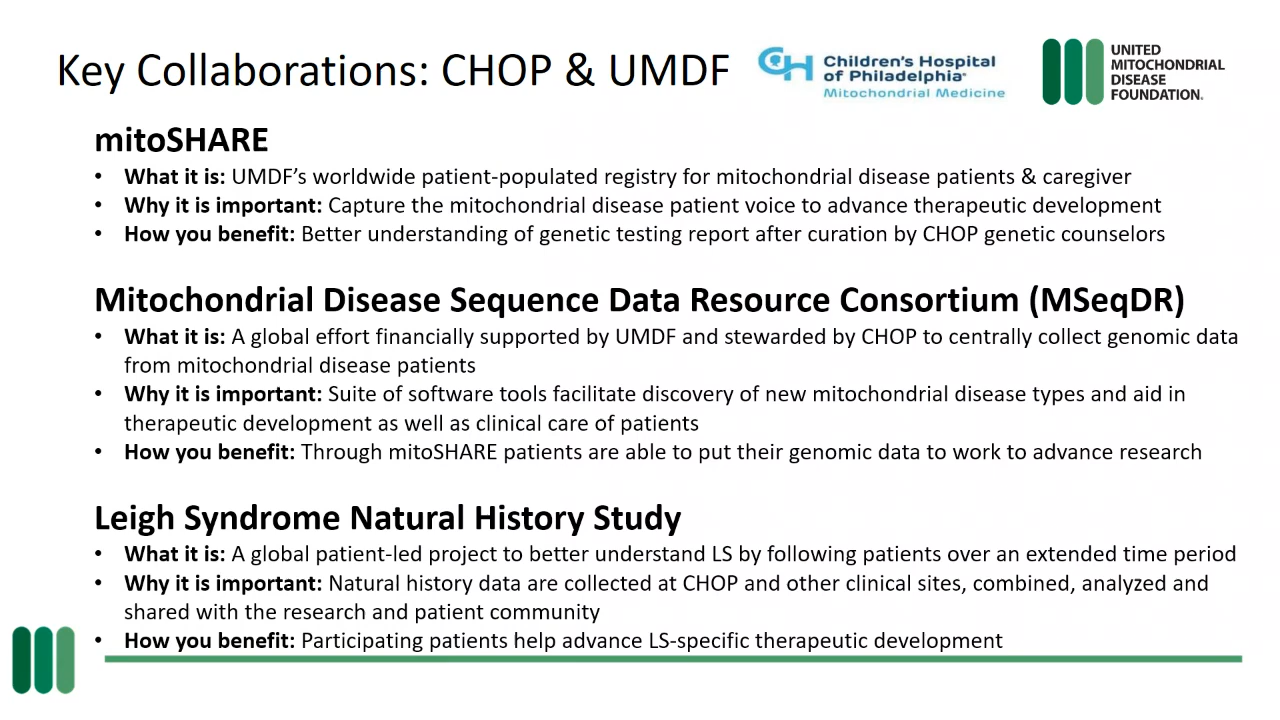 Key Collaborations: CHOP & UMDF
CH Children's Hospital
of Philadelphia®
Mitochondrial Medicine
UNITED
MITOCHONDRIAL
DISEASE
FOUNDATION.
mitoSHARE
• What it is: UMDF’s worldwide patient-populated registry for mitochondrial disease patients & caregiver
• Why it is important: Capture the mitochondrial disease patient voice to advance therapeutic development
• How you benefit: Better understanding of genetic testing report after curation by CHOP genetic counselors
Mitochondrial Disease Sequence Data Resource Consortium (MSeqDR)
• What it is: A global effort financially supported by UMDF and stewarded by CHOP to centrally collect genomic data
from mitochondrial disease patients
• Why it is important: Suite of software tools facilitate discovery of new mitochondrial disease types and aid in
therapeutic development as well as clinical care of patients
• How you benefit: Through mitoSHARE patients are able to put their genomic data to work to advance research
Leigh Syndrome Natural History Study
• What it is: A global patient-led project to better understand LS by following patients over an extended time period
• Why it is important: Natural history data are collected at CHOP and other clinical sites, combined, analyzed and
shared with the research and patient community
• How you benefit: Participating patients help advance LS-specific therapeutic development